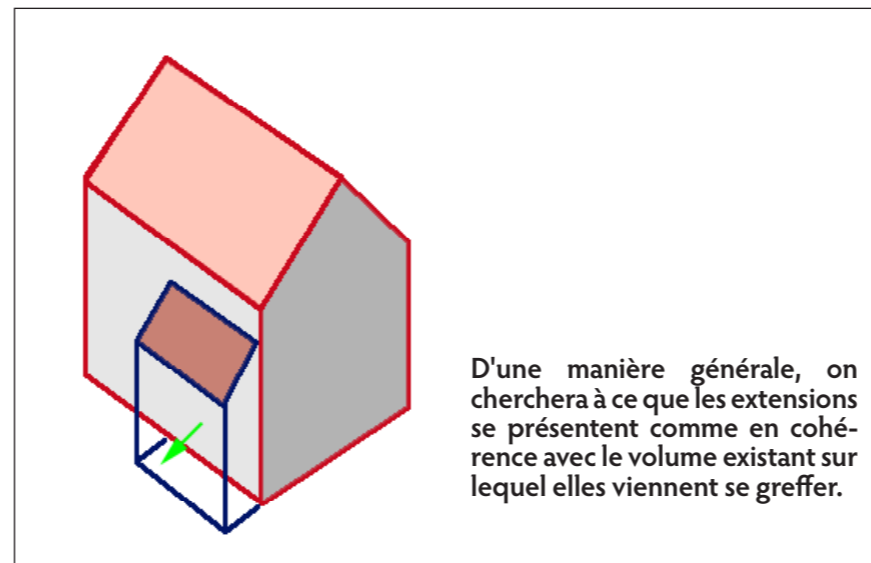 D'une manière générale, on
cherchera à ce que les extensions
se présentent comme en cohé-
rence avec le volume existant sur
lequel elles viennent se greffer.